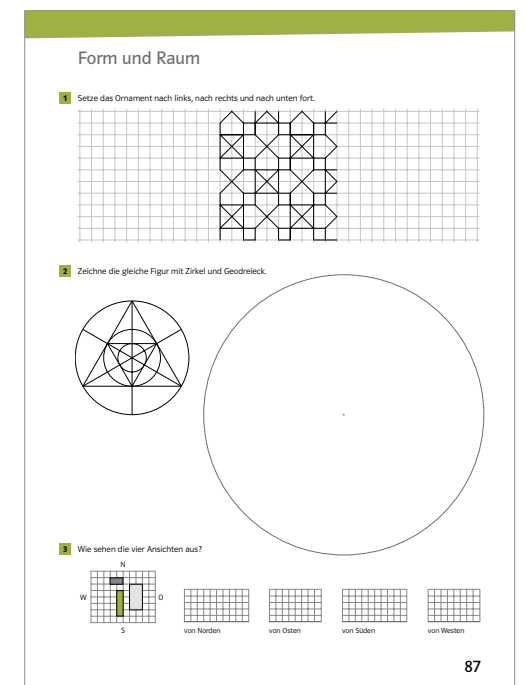 Form und Raum
1 Setze das Ornament nach links, nach rechts und nach unten fort.
2 Zeichne die gleiche Figur mit Zirkel und Geodreieck.
3 Wie sehen die vier Ansichten aus?
N
W O
S
von Norden von Osten von Süden von Westen
87